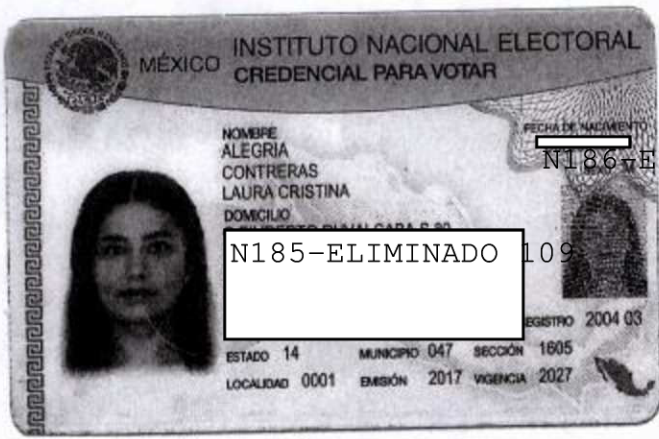 MÉXICO
INSTITUTO NACIONAL ELECTORAL
CREDENCIAL PARA VOTAR
NOMBRE
ALEGRIA
CONTRERAS
LAURA CRISTINA
FECHA DE NACIMIENTO
N186-E
DOMICILIO
N185-ELIMINADO 109
2004 03
ESTADO 14 MUNICIPIO 047 SECCIÓN 1605
LOCALIDAD 0001 EMISIÓN 2017 VIGENCIA 2027